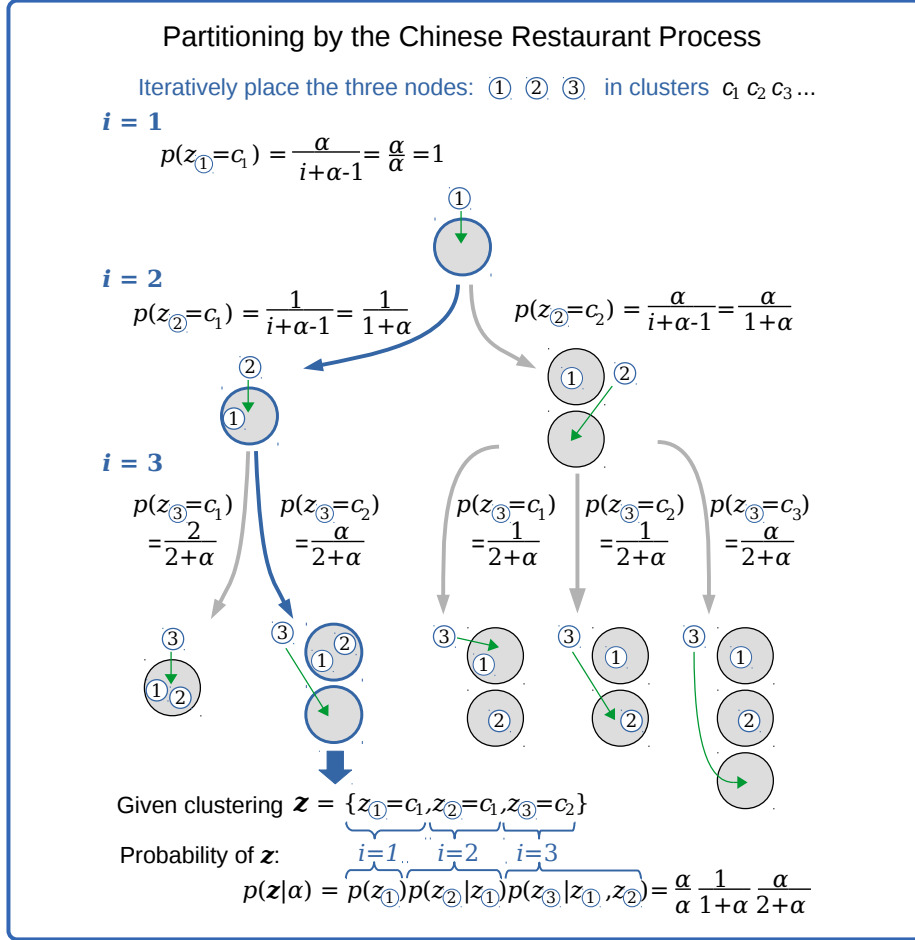 Partitioning by the Chinese Restaurant Process
Iteratively place the three nodes: ① ② ③ in clusters c₁ c₂ c₃ ...
i = 1
p(z①=c₁) = α/(i+α-1) = α/α = 1
①
i = 2
p(z②=c₁) = 1/(i+α-1) = 1/(1+α)
p(z②=c₂) = α/(i+α-1) = α/(1+α)
②
①
① ②
i = 3
p(z③=c₁) =2/(2+α)
p(z③=c₂) =α/(2+α)
p(z③=c₁) =1/(2+α)
p(z③=c₂) =1/(2+α)
p(z③=c₃) =α/(2+α)
③
① ②
③ ① ②
③ ① ②
③ ① ②
③ ① ②
Given clustering z = {z①=c₁,z②=c₁,z③=c₂}
Probability of z: i=1 i=2 i=3
p(z|α) = p(z①)p(z②|z①)p(z③|z①,z②) = α/α 1/(1+α) α/(2+α)